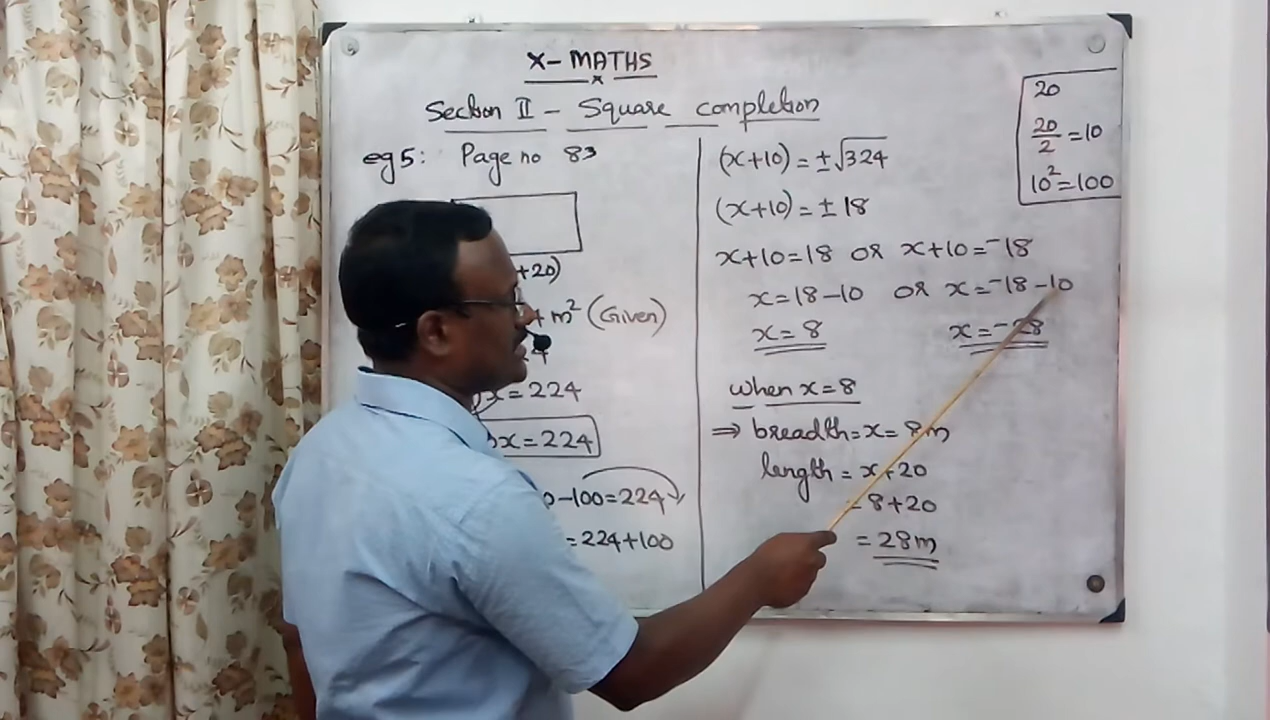 X- MATHS
Section II - Square completion
eg5: Page no 83
+20)
m² (Given)
= 224
x = 224
-100 = 224
= 224+100
(x+10) = ±√324
(x+10) = ± 18
x+10 = 18 or x+10 = -18
x = 18-10 or x = -18-10
x = 8 x = -28
when x = 8
⇒ breadth = x = 8m
length = x+20
= 8+20
= 28m
20
20/2 = 10
10² = 100